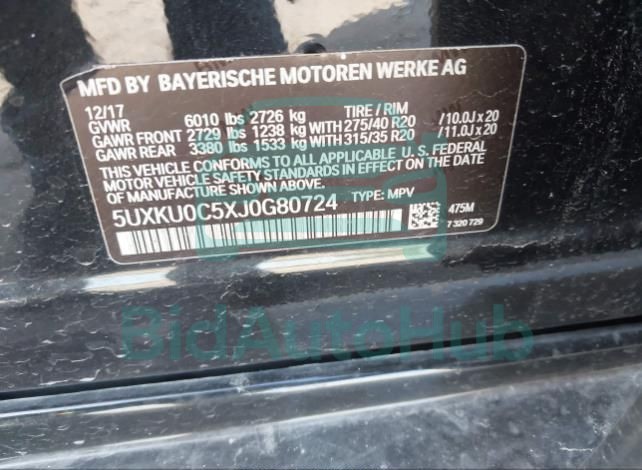 MFD BY BAYERISCHE MOTOREN WERKE AG
12/17
GVWR 6010 lbs 2726 kg TIRE / RIM
GAWR FRONT 2729 lbs 1238 kg WITH 275/40 R20 /10.0J x 20
GAWR REAR 3380 lbs 1533 kg WITH 315/35 R20 /11.0J x 20
THIS VEHICLE CONFORMS TO ALL APPLICABLE U. S. FEDERAL
MOTOR VEHICLE SAFETY STANDARDS IN EFFECT ON THE DATE
OF MANUFACTURE SHOWN ABOVE.
5UXKU0C5XJ0G80724 TYPE: MPV
475M
7 320 729
BidAutoHub